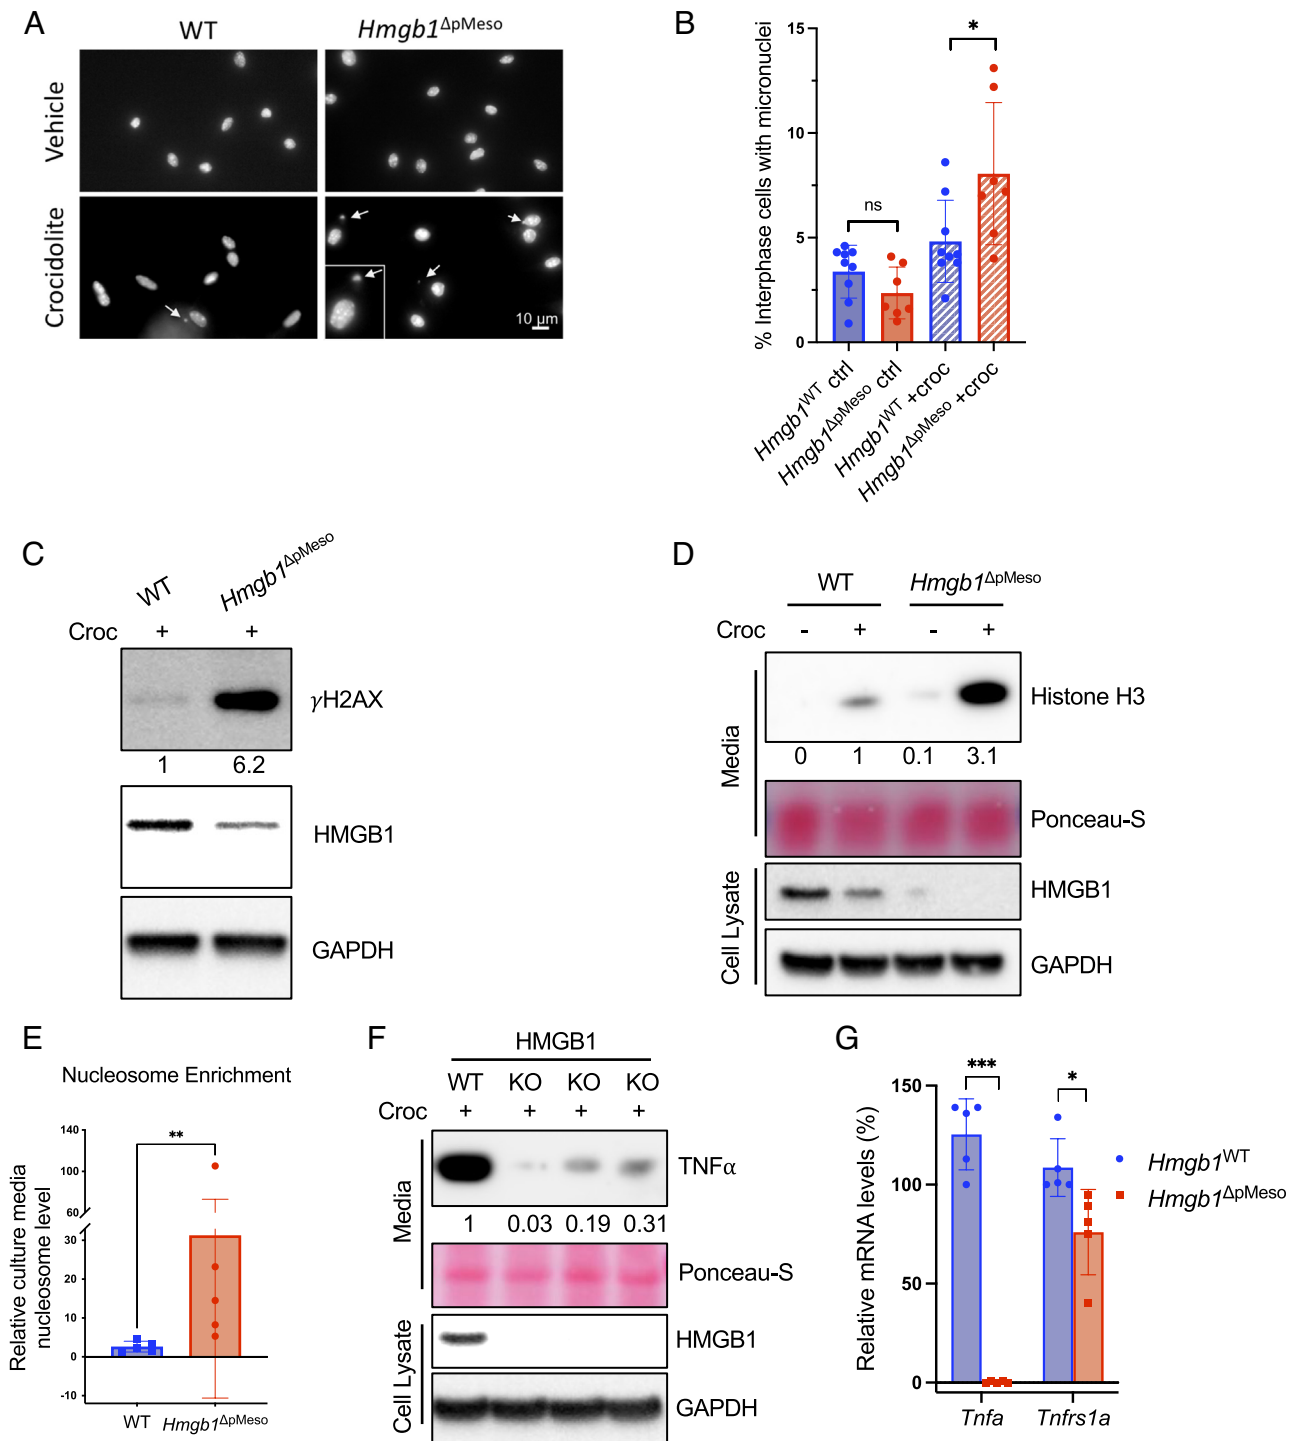 A
WT
Hmgb1ΔpMeso
Vehicle
Crocidolite
10 µm
B
% Interphase cells with micronuclei
15
10
5
0
ns
*
Hmgb1WT ctrl
Hmgb1ΔpMeso ctrl
Hmgb1WT +croc
Hmgb1ΔpMeso +croc
C
WT
Hmgb1ΔpMeso
Croc + +
γH2AX
1 6.2
HMGB1
GAPDH
D
WT Hmgb1ΔpMeso
Croc - + - +
Media
Histone H3
0 1 0.1 3.1
Ponceau-S
Cell Lysate
HMGB1
GAPDH
E
Nucleosome Enrichment
Relative culture media
nucleosome level
140
100
60
30
20
10
0
-10
**
WT Hmgb1ΔpMeso
F
HMGB1
WT KO KO KO
Croc + + + +
Media
TNFα
1 0.03 0.19 0.31
Ponceau-S
Cell Lysate
HMGB1
GAPDH
G
Relative mRNA levels (%)
150
100
50
0
***
*
Hmgb1WT
Hmgb1ΔpMeso
Tnfa Tnfrs1a